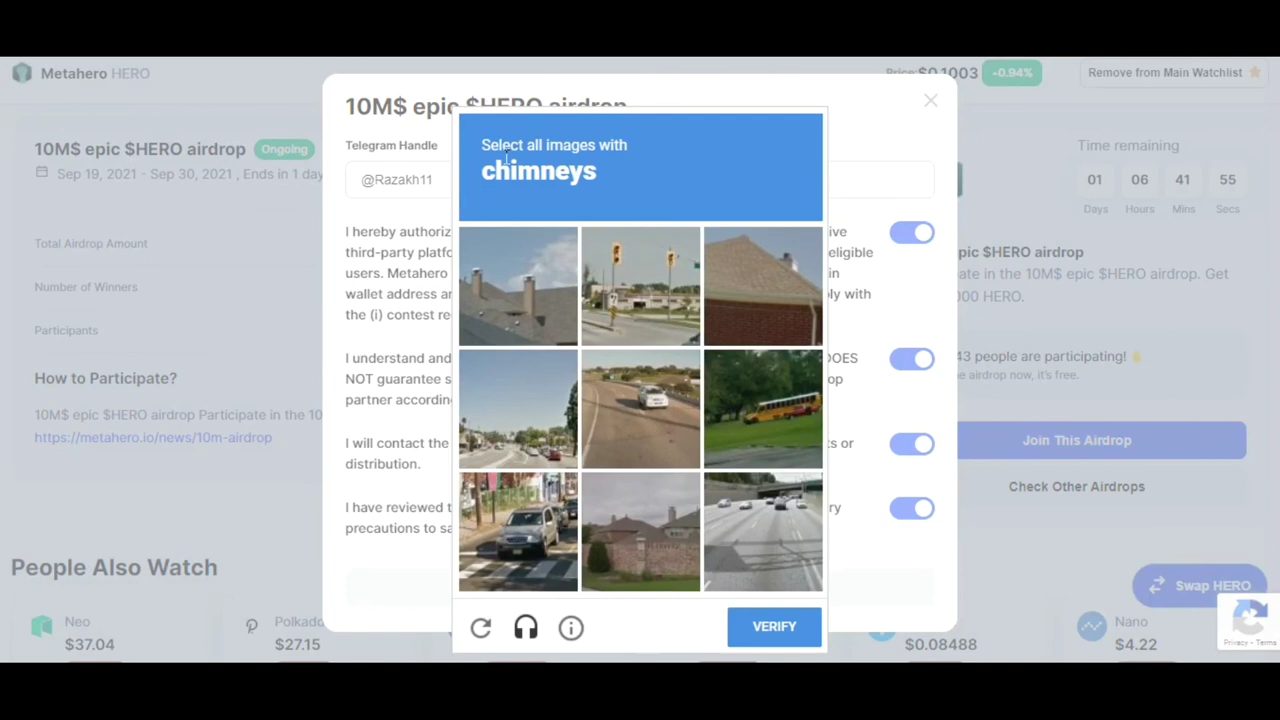 Metahero HERO
Price:
$0.1003
-0.94%
Remove from Main Watchlist
10M$ epic $HERO airdrop
Ongoing
Sep 19, 2021 - Sep 30, 2021 , Ends in 1 day
Total Airdrop Amount
Number of Winners
Participants
How to Participate?
10M$ epic $HERO airdrop Participate in the 10
https://metahero.io/news/10m-airdrop
10M$ epic $HERO airdrop
Telegram Handle
@Razakh11
I hereby authoriz
third-party platfo
users. Metahero
wallet address an
the (i) contest re
ive
eligible
in
ply with
I understand and
NOT guarantee s
partner accordin
DOES
op
I will contact the
distribution.
ts or
I have reviewed t
precautions to sa
ry
Select all images with
chimneys
VERIFY
Time remaining
01 06 41 55
Days Hours Mins Secs
pic $HERO airdrop
ate in the 10M$ epic $HERO airdrop. Get
000 HERO.
43 people are participating!
e airdrop now, it's free.
Join This Airdrop
Check Other Airdrops
People Also Watch
Swap HERO
Neo
$37.04
Polkado
$27.15
$0.08488
Nano
$4.22
Privacy - Terms